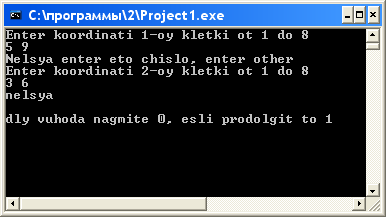 C:\программы\2\Project1.exe
Enter koordinati 1-oy kletki ot 1 do 8
5 9
Nelsya enter eto chislo, enter other
Enter koordinati 2-oy kletki ot 1 do 8
3 6
nelsya
dly vuhoda nagmite 0, esli prodolgit to 1